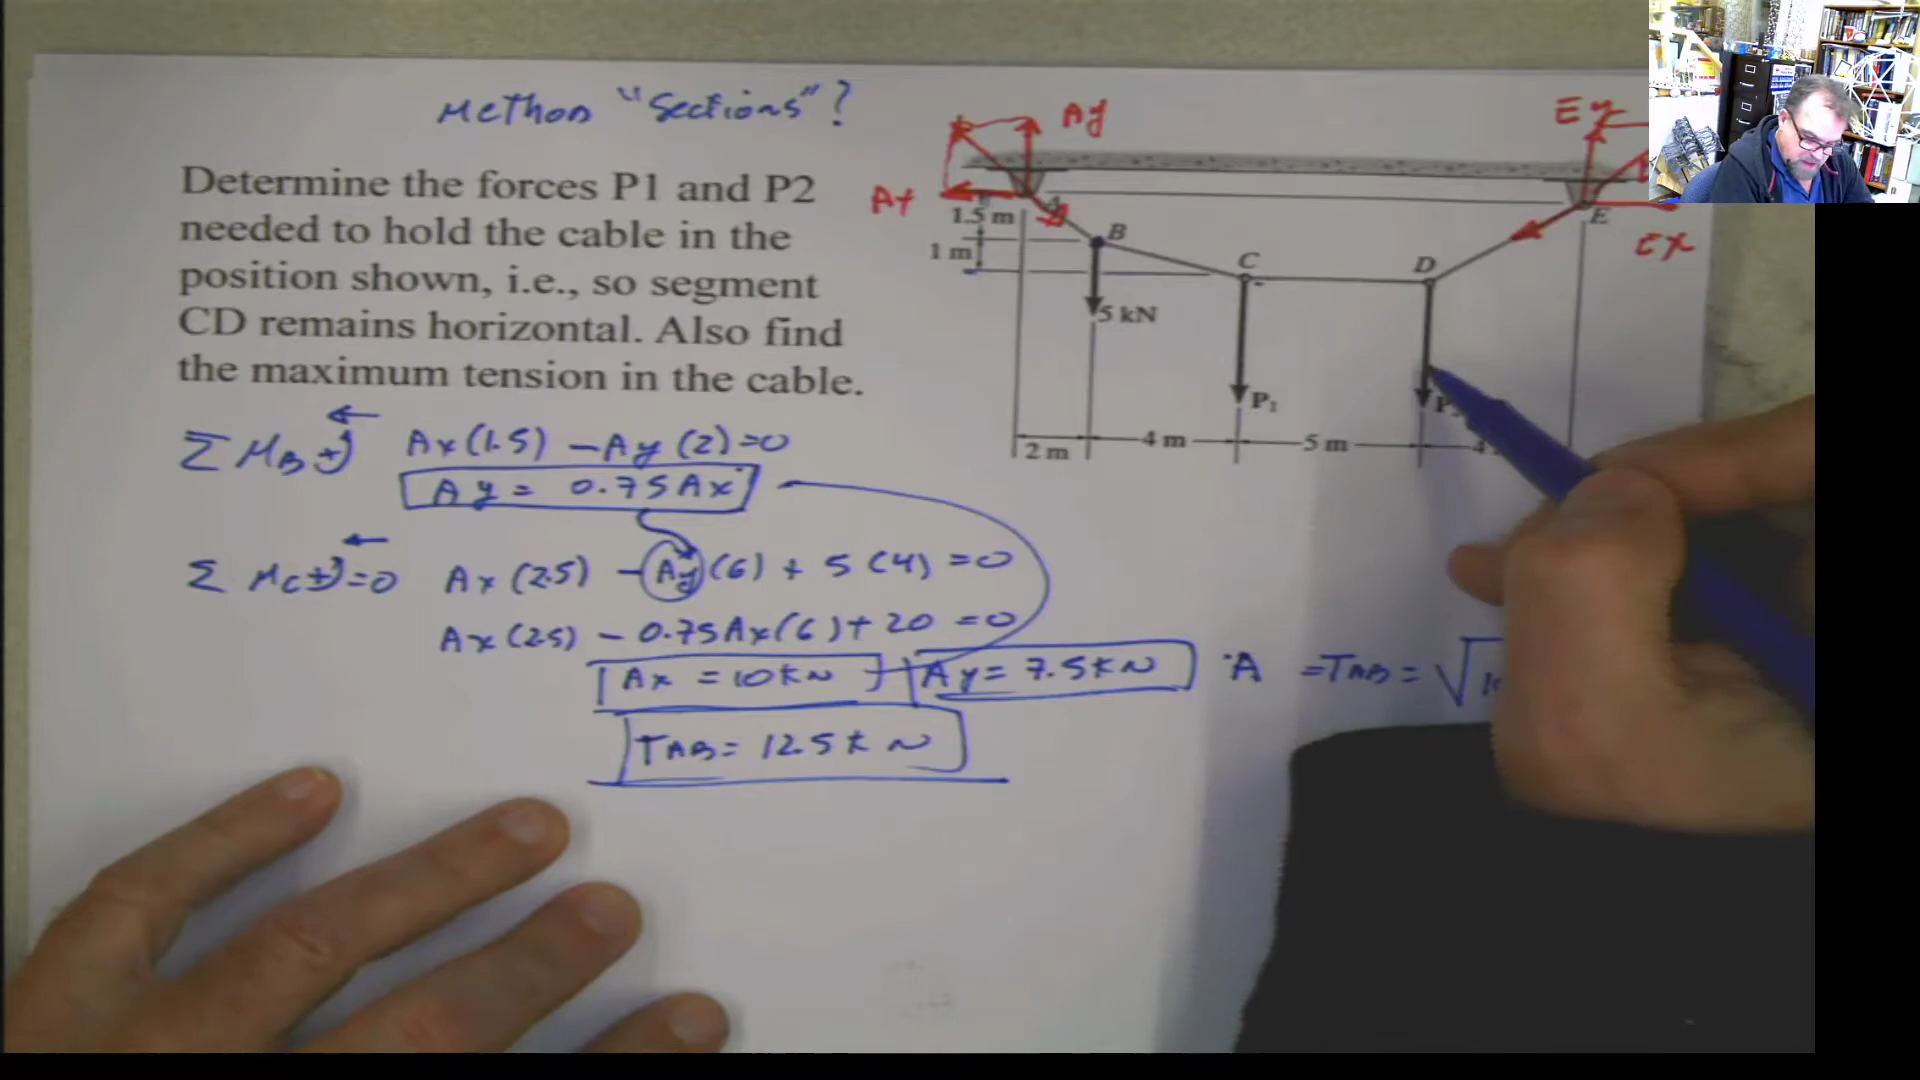 Method "Sections"?
Determine the forces P1 and P2
needed to hold the cable in the
position shown, i.e., so segment
CD remains horizontal. Also find
the maximum tension in the cable.
Ay
Ey
Ax
Ex
A
B
C
D
E
1.5 m
1 m
5 kN
P₁
2 m
4 m
5 m
4
Σ MB + Ax(1.5) - Ay(2)=0
Ay = 0.75Ax
Σ Mc+=0 Ax(2.5) - Ay(6) + 5(4) =0
Ax(2.5) - 0.75Ax(6)+20 =0
Ax = 10kN Ay= 7.5kN A =TAB= √
TAB= 12.5kN